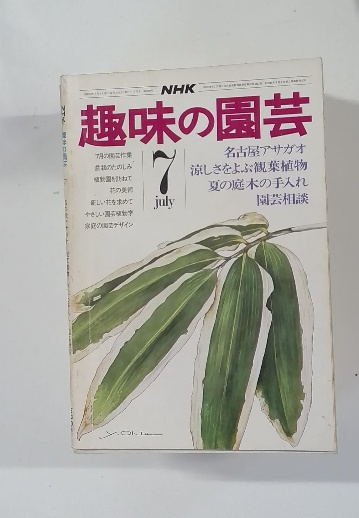 NHK
趣味の園芸
7月の園芸作業
盆栽のたのしみ
植物園を訪ねて
花の美術
新しい花を求めて
やさしい園芸植物学
家庭の園芸デザイン
7
july
名古屋アサガオ
涼しさをよぶ観葉植物
夏の庭木の手入れ
園芸相談